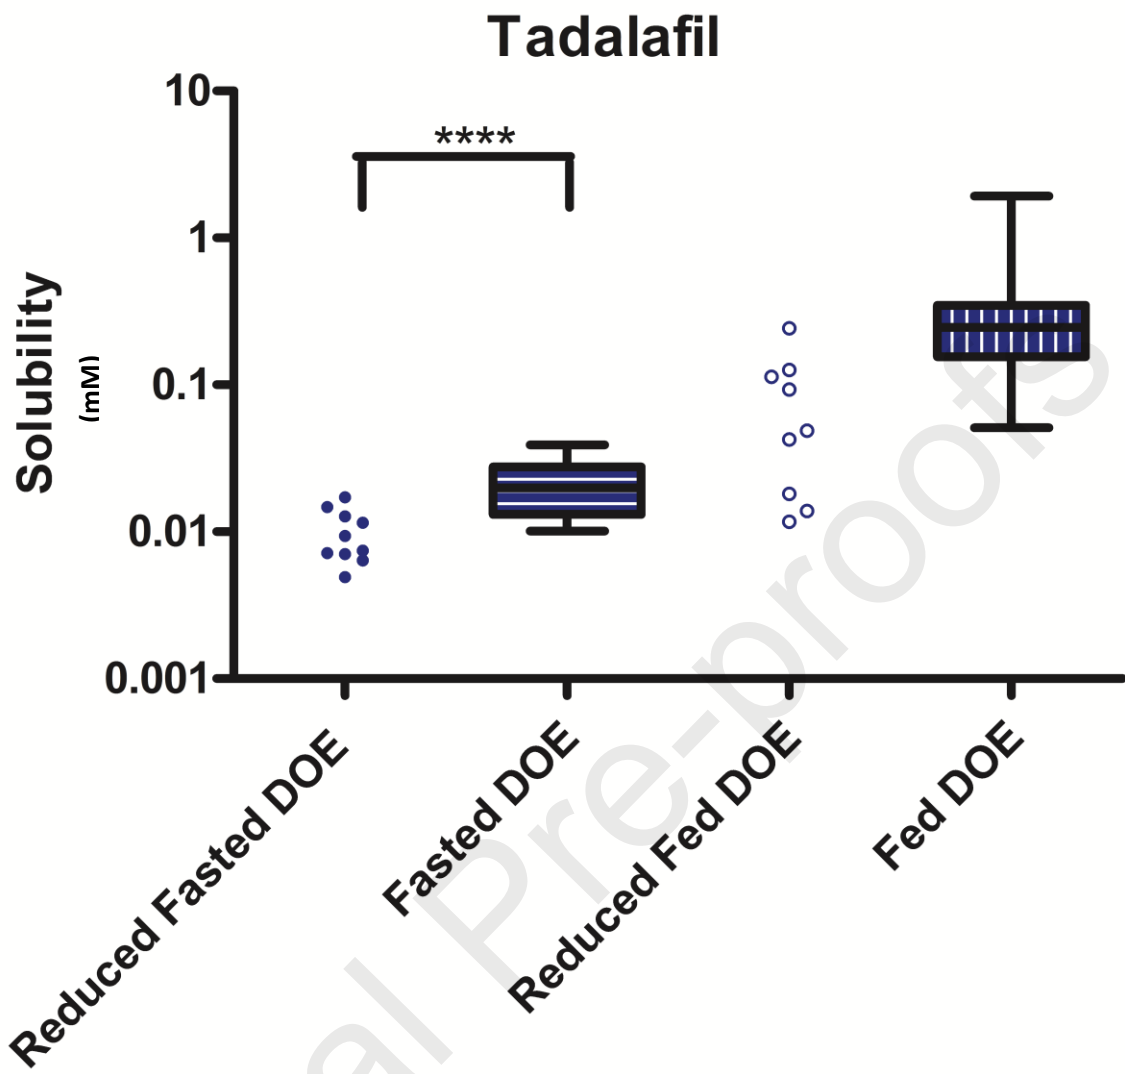 Tadalafil
****
10
1
0.1
0.01
0.001
Solubility
(mM)
Reduced Fasted DOE
Fasted DOE
Reduced Fed DOE
Fed DOE
al Pre-proofs